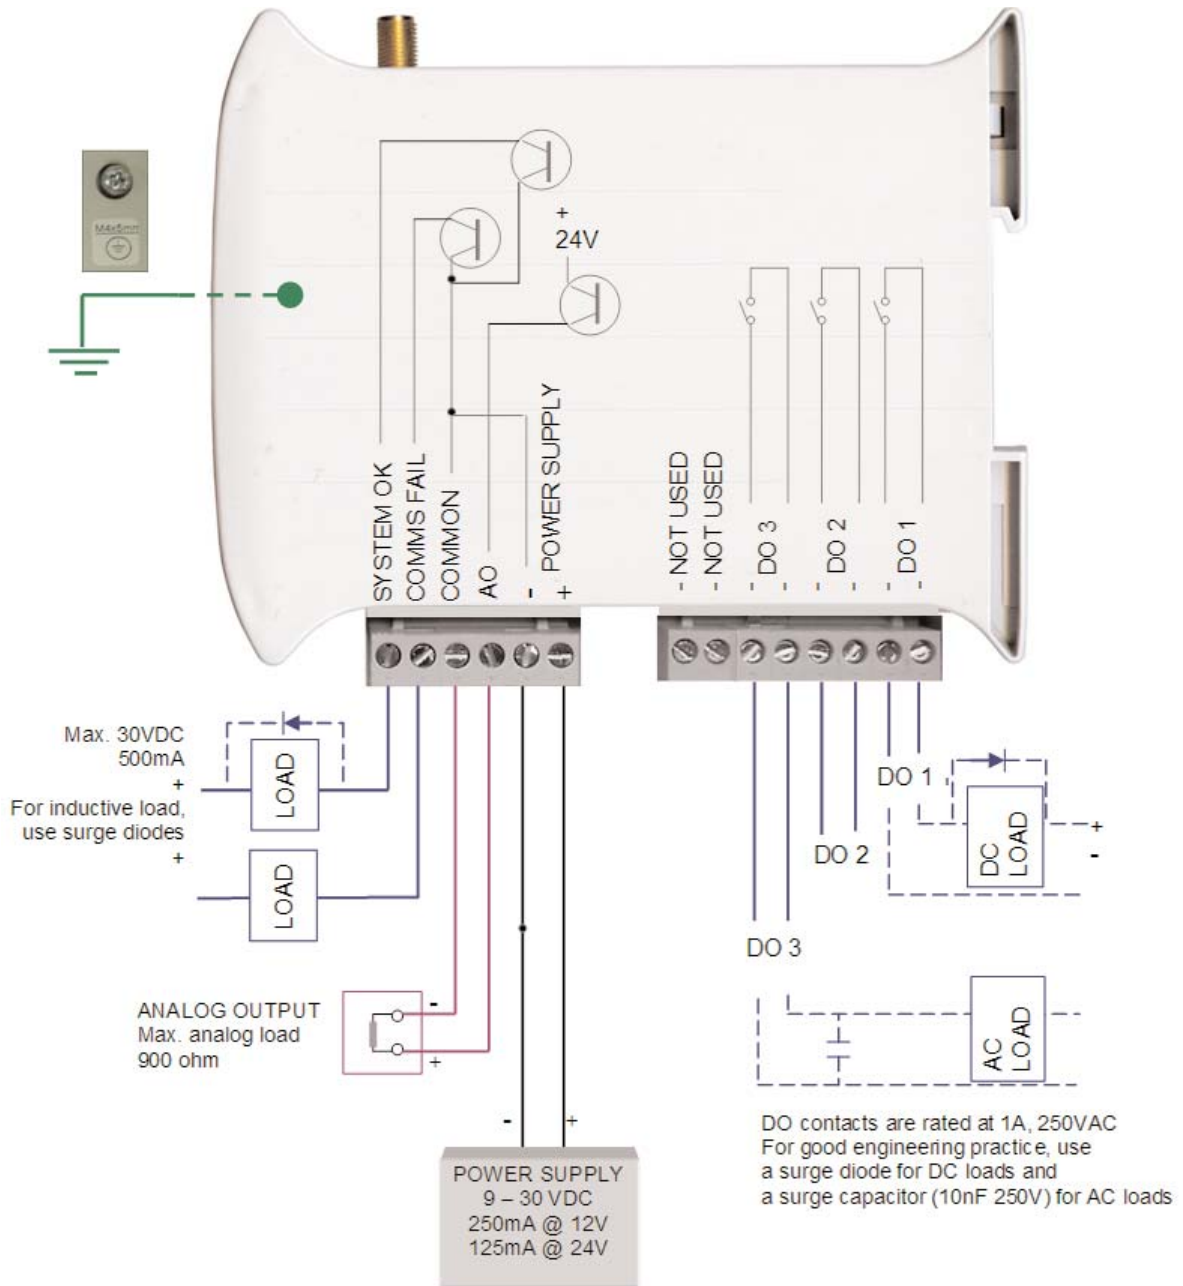 M4x6mm
+
24V
SYSTEM OK
COMMS FAIL
COMMON
AO
-
+ POWER SUPPLY
- NOT USED
- NOT USED
- DO 3 -
- DO 2 -
- DO 1 -
Max. 30VDC
500mA
+
For inductive load,
use surge diodes
+
LOAD
LOAD
ANALOG OUTPUT
Max. analog load
900 ohm
-
+
- +
POWER SUPPLY
9 – 30 VDC
250mA @ 12V
125mA @ 24V
DO 1
DC
LOAD
+
-
DO 2
DO 3
AC
LOAD
DO contacts are rated at 1A, 250VAC
For good engineering practice, use
a surge diode for DC loads and
a surge capacitor (10nF 250V) for AC loads